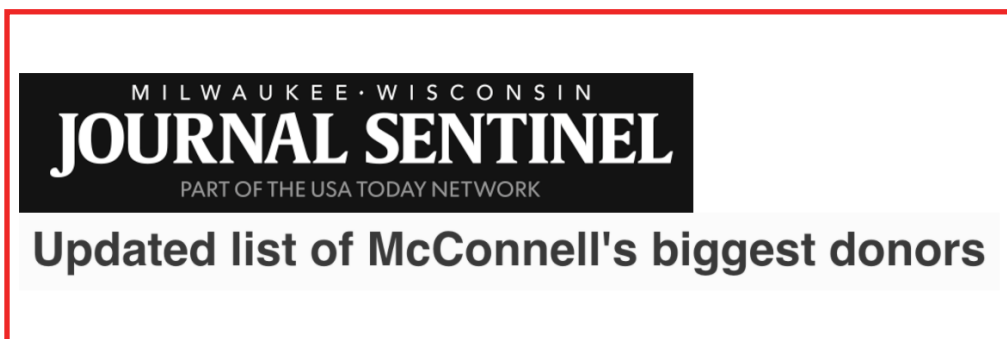 MILWAUKEE·WISCONSIN
JOURNAL SENTINEL
PART OF THE USA TODAY NETWORK
Updated list of McConnell's biggest donors